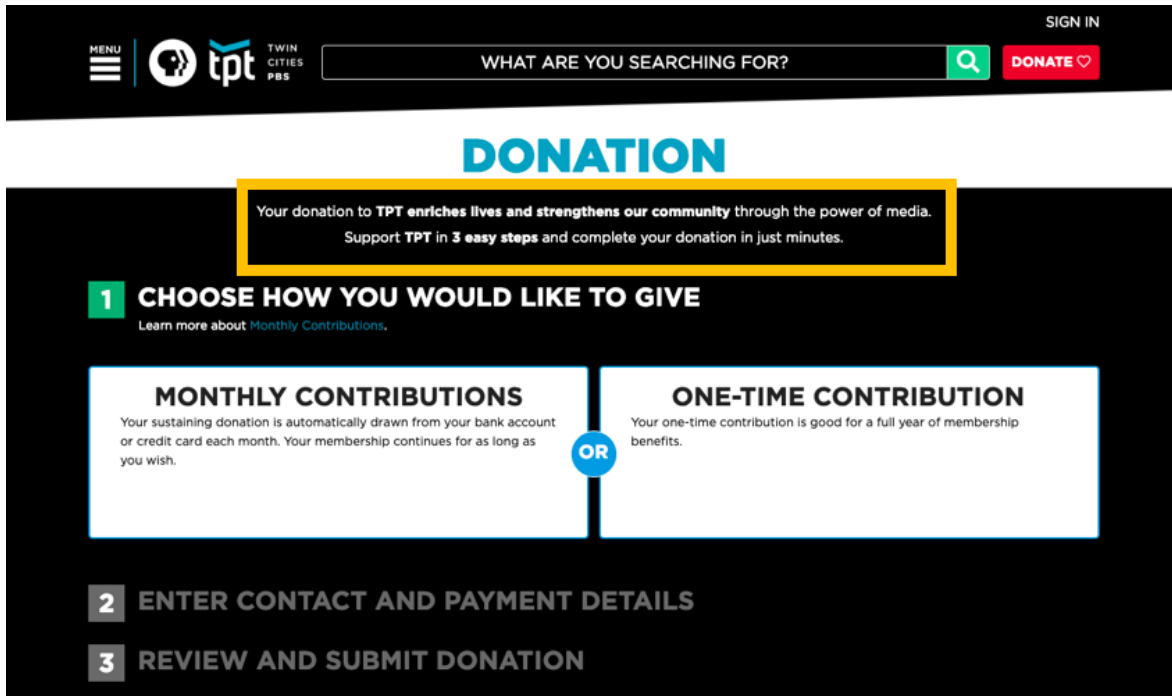 SIGN IN
MENU
tpt
TWIN
CITIES
PBS
WHAT ARE YOU SEARCHING FOR?
DONATE
DONATION
Your donation to TPT enriches lives and strengthens our community through the power of media.
Support TPT in 3 easy steps and complete your donation in just minutes.
1 CHOOSE HOW YOU WOULD LIKE TO GIVE
Learn more about Monthly Contributions.
MONTHLY CONTRIBUTIONS
Your sustaining donation is automatically drawn from your bank account
or credit card each month. Your membership continues for as long as
you wish.
OR
ONE-TIME CONTRIBUTION
Your one-time contribution is good for a full year of membership
benefits.
2 ENTER CONTACT AND PAYMENT DETAILS
3 REVIEW AND SUBMIT DONATION